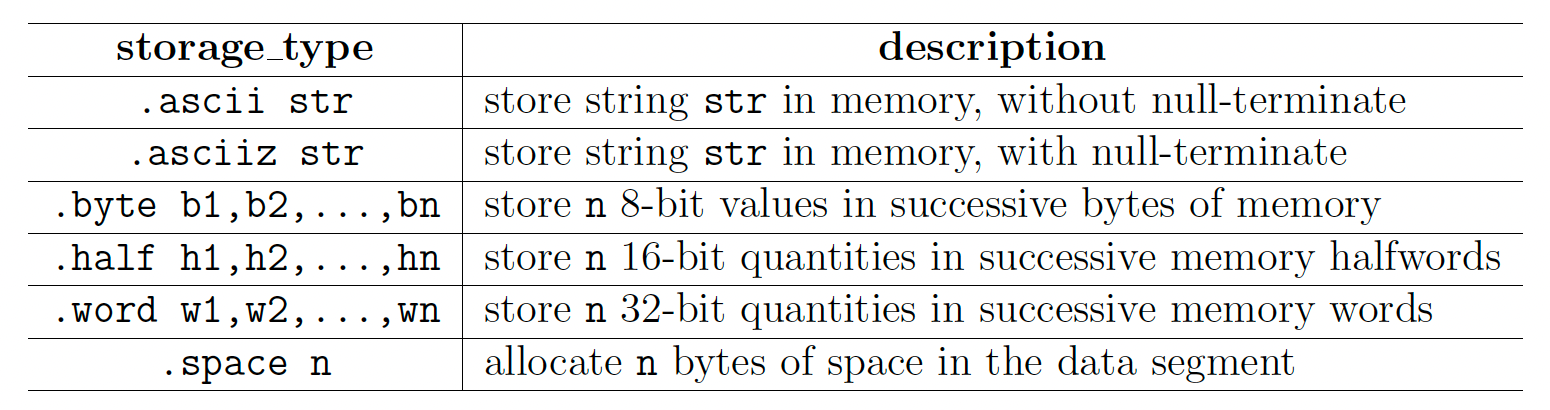 storage_type description
.ascii str store string str in memory, without null-terminate
.asciiz str store string str in memory, with null-terminate
.byte b1,b2,...,bn store n 8-bit values in successive bytes of memory
.half h1,h2,...,hn store n 16-bit quantities in successive memory halfwords
.word w1,w2,...,wn store n 32-bit quantities in successive memory words
.space n allocate n bytes of space in the data segment